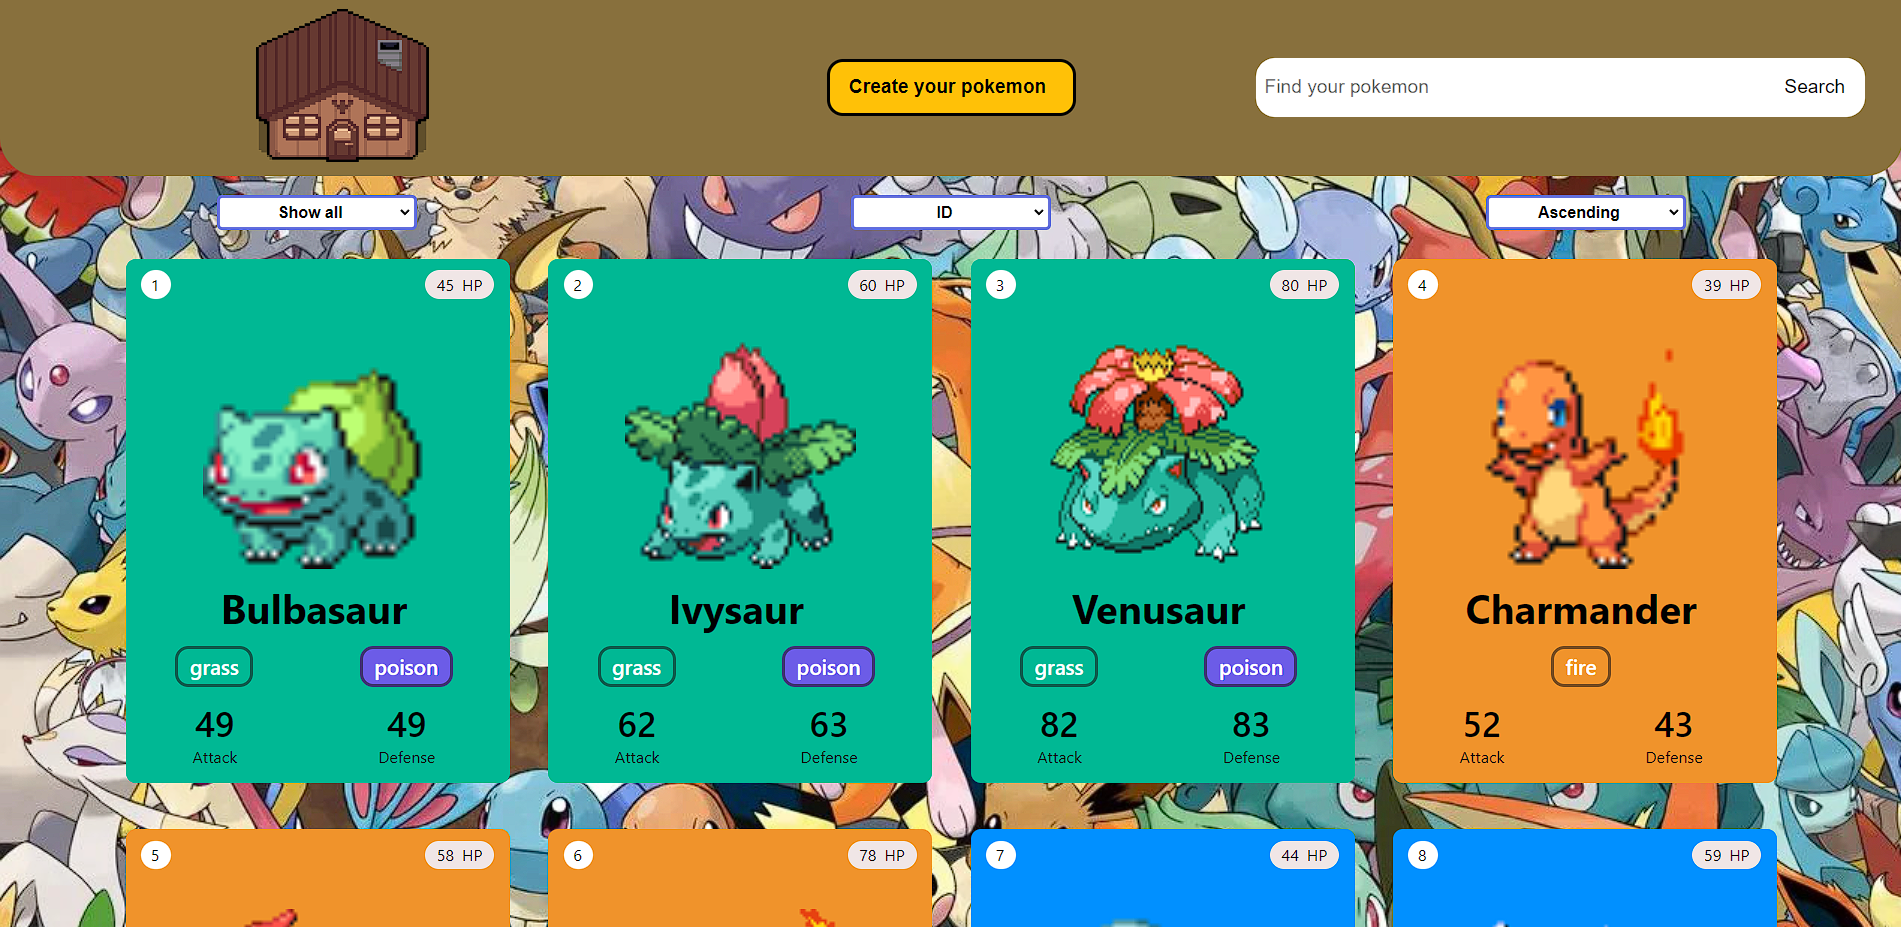 Create your pokemon
Find your pokemon
Search
Show all
ID
Ascending
1
45 HP
2
60 HP
3
80 HP
4
39 HP
Bulbasaur
Ivysaur
Venusaur
Charmander
grass
poison
grass
poison
grass
poison
fire
49
49
62
63
82
83
52
43
Attack
Defense
Attack
Defense
Attack
Defense
Attack
Defense
5
58 HP
6
78 HP
7
44 HP
8
59 HP